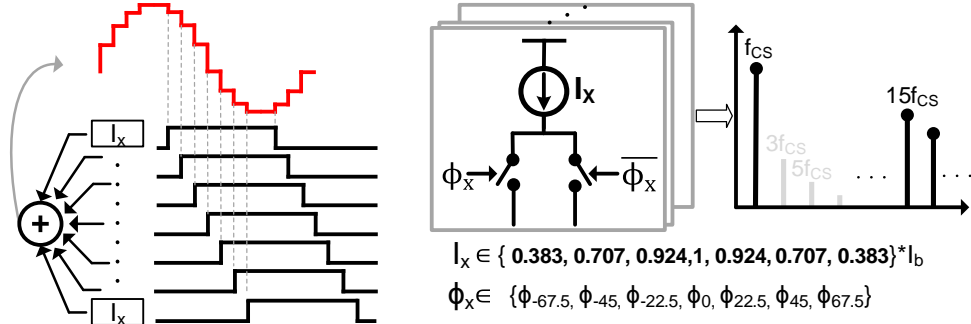 I_x
+
I_x
I_x
ϕ_x
\overline{ϕ_x}
f_CS
3f_CS
5f_CS
. . .
15f_CS
. . .
I_x ∈ { 0.383, 0.707, 0.924,1, 0.924, 0.707, 0.383}*I_b
ϕ_x∈ {ϕ_-67.5, ϕ_-45, ϕ_-22.5, ϕ_0, ϕ_22.5, ϕ_45, ϕ_67.5}